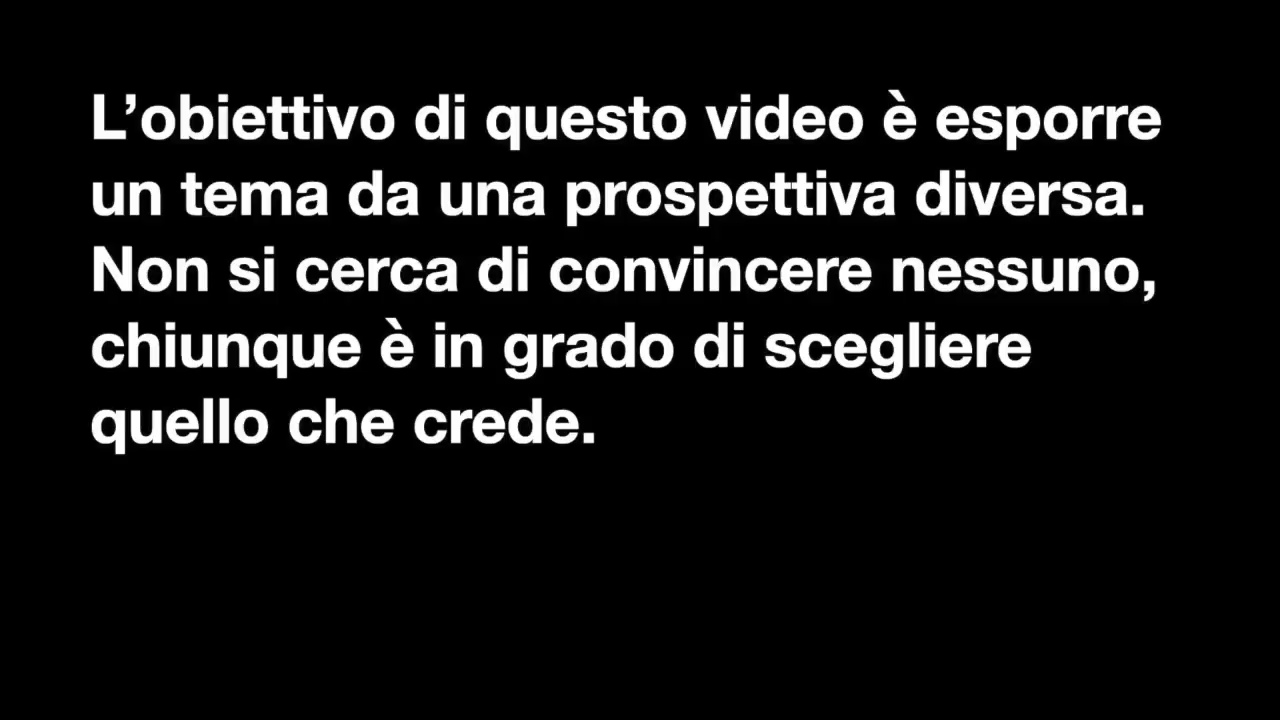 L’obiettivo di questo video è esporre
un tema da una prospettiva diversa.
Non si cerca di convincere nessuno,
chiunque è in grado di scegliere
quello che crede.